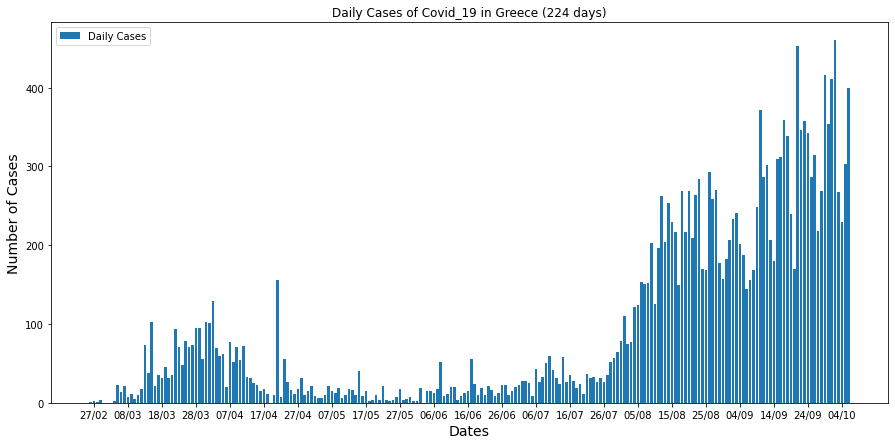 Daily Cases of Covid_19 in Greece (224 days)
Daily Cases
Number of Cases
400
300
200
100
0
27/02 08/03 18/03 28/03 07/04 17/04 27/04 07/05 17/05 27/05 06/06 16/06 26/06 06/07 16/07 26/07 05/08 15/08 25/08 04/09 14/09 24/09 04/10
Dates